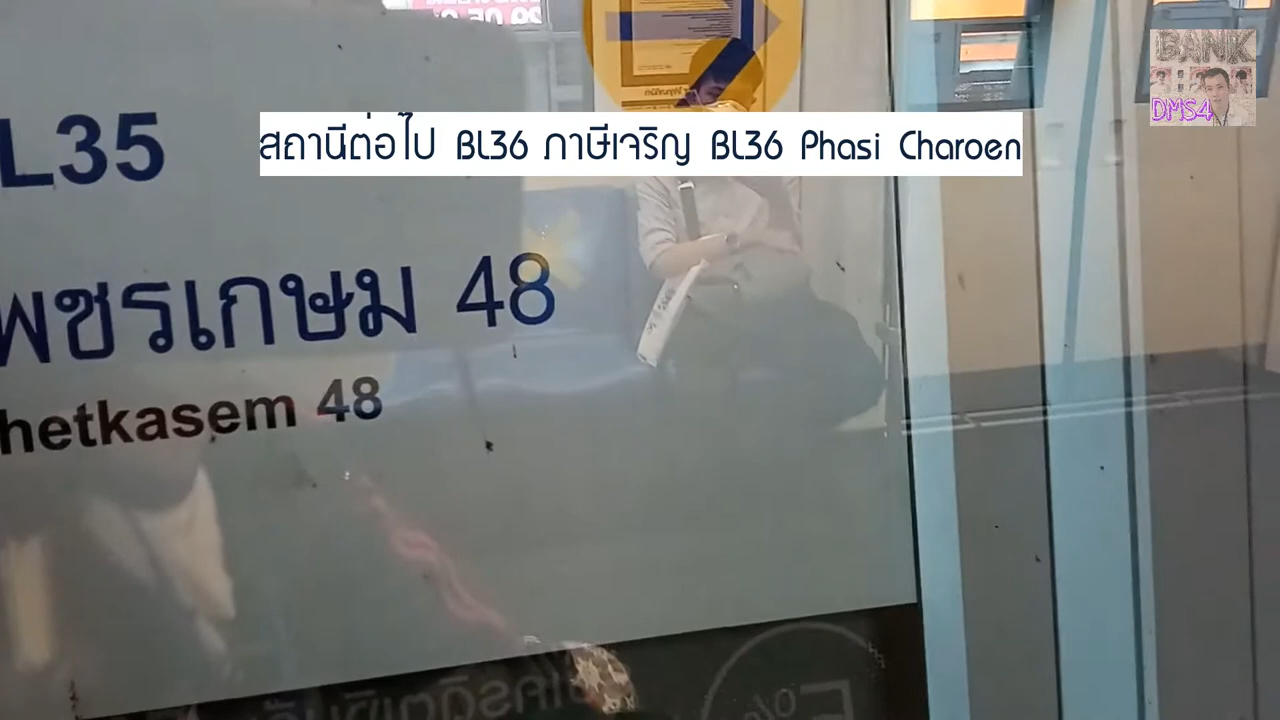 BANK
DMS4
สถานีต่อไป BL36 ภาษีเจริญ BL36 Phasi Charoen
L35
พชรเกษม 48
hetkasem 48